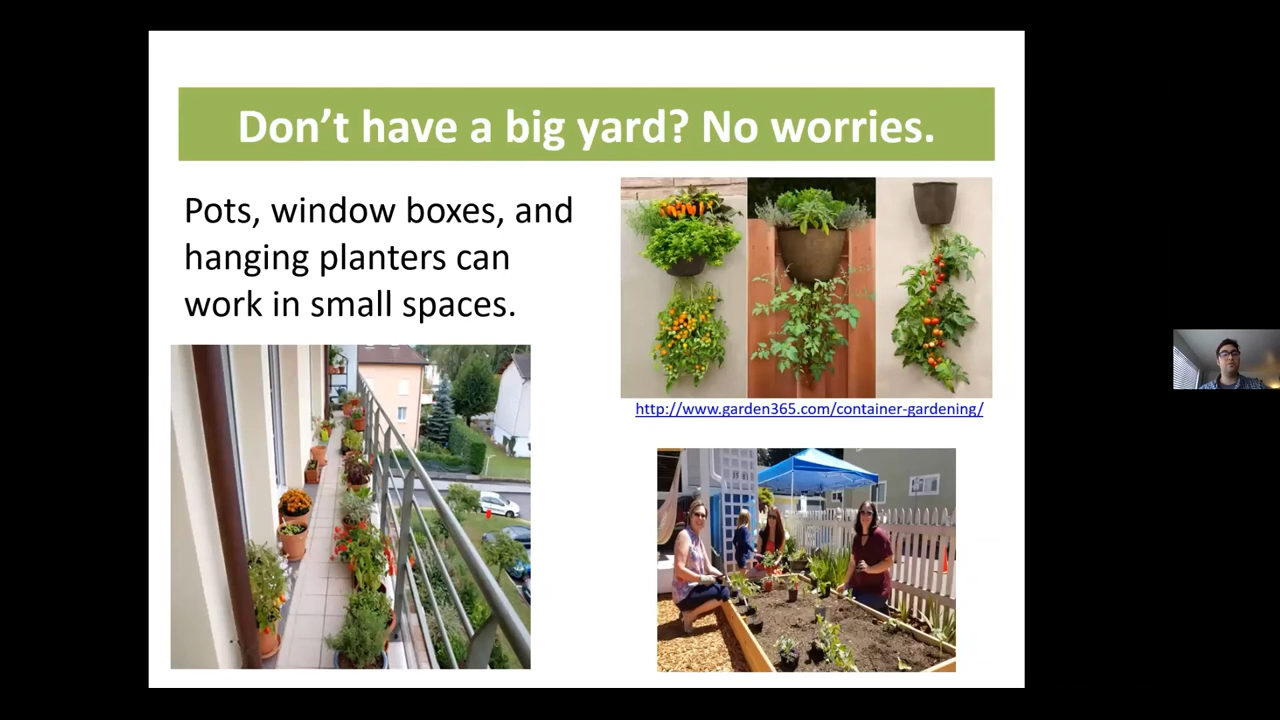 Don’t have a big yard? No worries.
Pots, window boxes, and
hanging planters can
work in small spaces.
http://www.garden365.com/container-gardening/